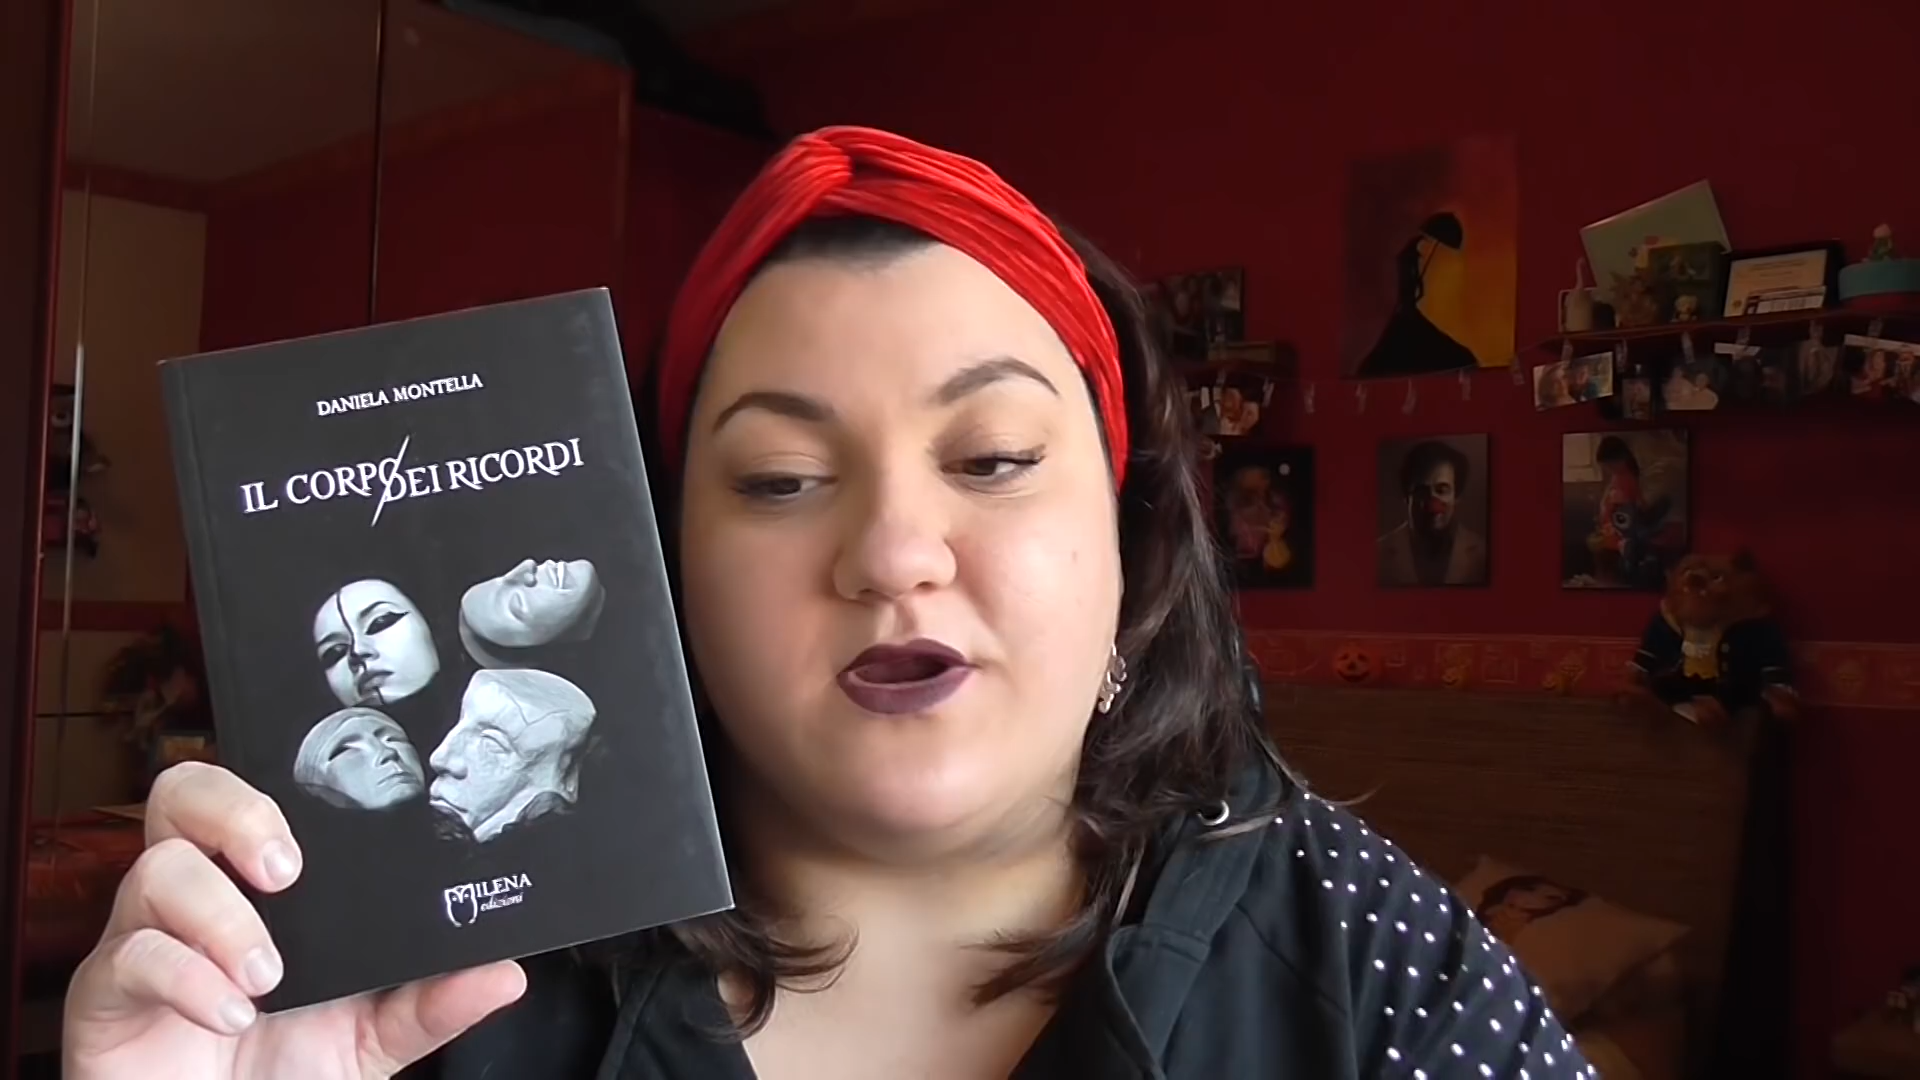 DANIELA MONTELLA
IL CORPO DEI RICORDI
MILENA
edizioni